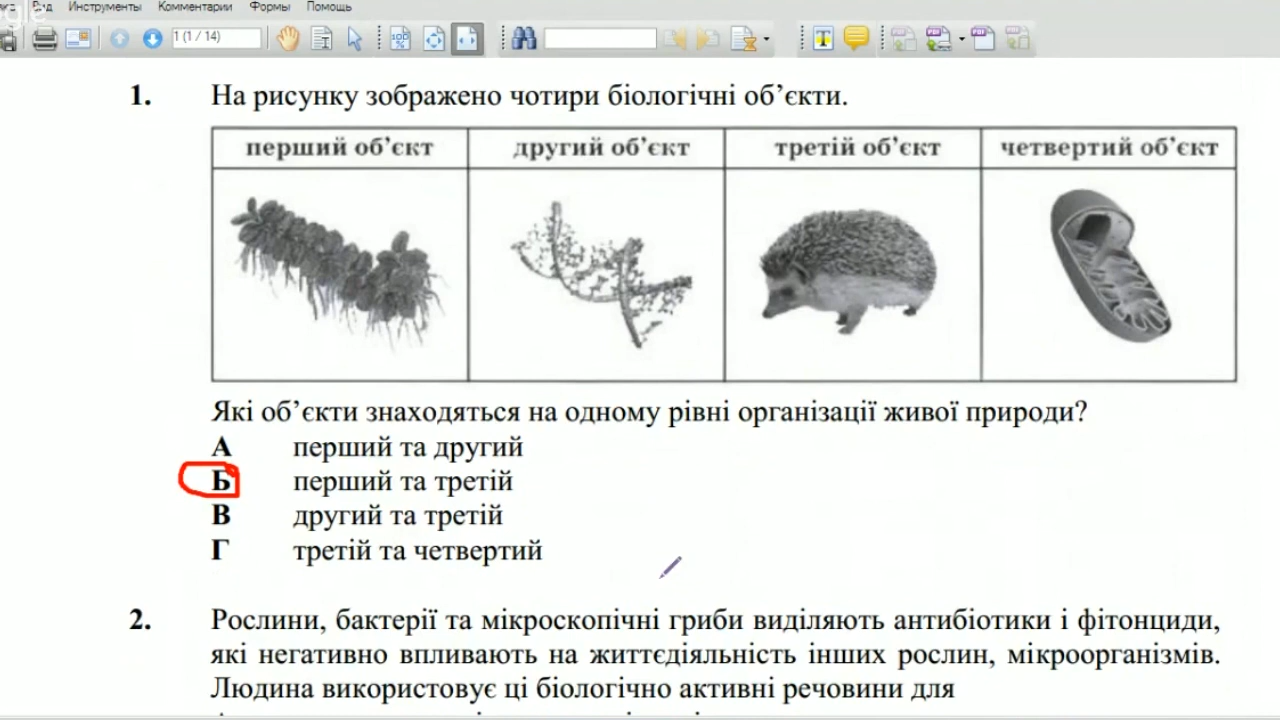 Вид Инструменты Комментарии Формы Помощь
1 (1 / 14)
1. На рисунку зображено чотири біологічні об’єкти.
перший об’єкт другий об’єкт третій об’єкт четвертий об’єкт
Які об’єкти знаходяться на одному рівні організації живої природи?
А перший та другий
Б перший та третій
В другий та третій
Г третій та четвертий
2. Рослини, бактерії та мікроскопічні гриби виділяють антибіотики і фітонциди,
які негативно впливають на життєдіяльність інших рослин, мікроорганізмів.
Людина використовує ці біологічно активні речовини для